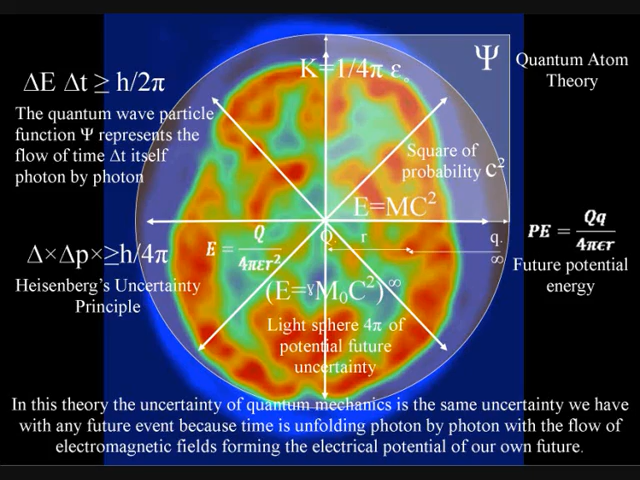 K=1/4π ε。
Ψ
Quantum Atom
Theory
ΔE Δt ≥ h/2π
The quantum wave particle
function Ψ represents the
flow of time Δt itself
photon by photon
Square of
probability c²
E=MC²
Δ×Δp×≥h/4π
Heisenberg's Uncertainty
Principle
E = Q/4πεr²
Q. r q.
∞
PE = Qq/4πεr
Future potential
energy
(E=ɣM₀C²)∞
Light sphere 4π of
potential future
uncertainty
In this theory the uncertainty of quantum mechanics is the same uncertainty we have
with any future event because time is unfolding photon by photon with the flow of
electromagnetic fields forming the electrical potential of our own future.